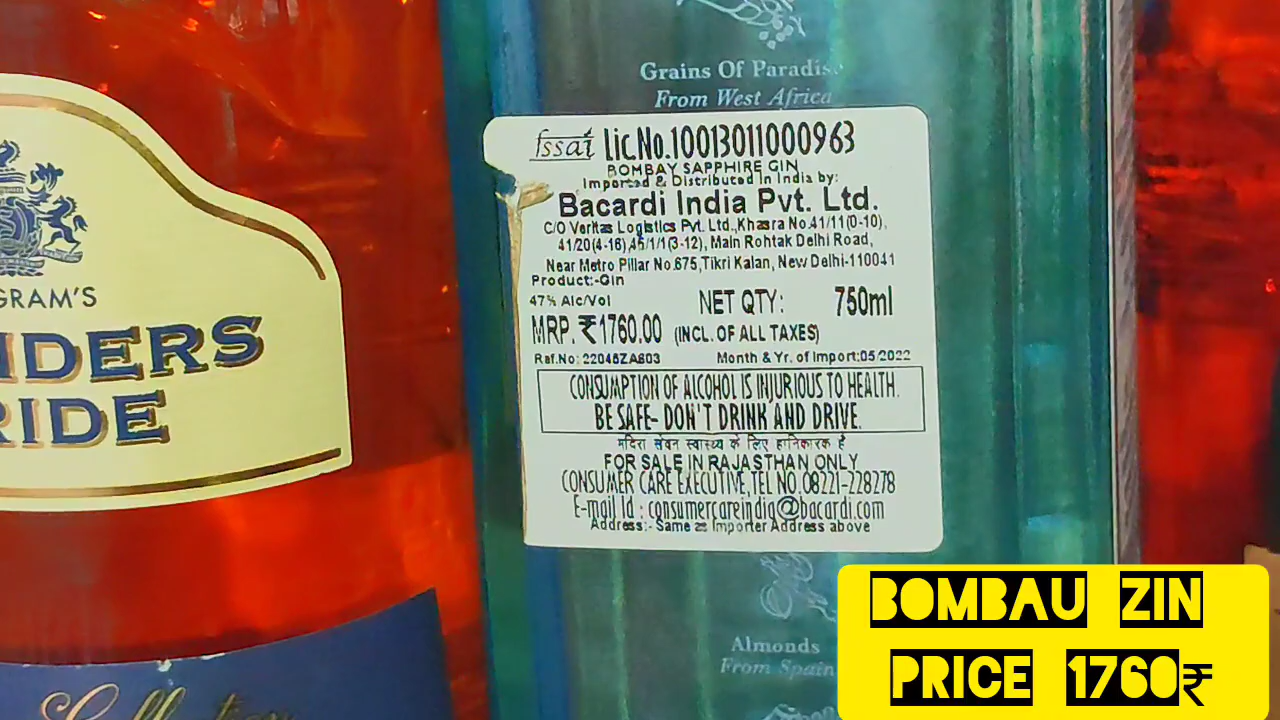 Grains Of Paradise
From West Africa
fssai Lic.No.10013011000963
BOMBAY SAPPHIRE GIN
Imported & Distributed in India by:
Bacardi India Pvt. Ltd.
C/O Veritas Logistics Pvt. Ltd.,Khasra No.41/11(0-10),
41/20(4-16),45/1/1(3-12), Main Rohtak Delhi Road,
Near Metro Pillar No.675,Tikri Kalan, New Delhi-110041
Product:-Gin
47% Alc/Vol NET QTY: 750ml
MRP. ₹1760.00 (INCL. OF ALL TAXES)
Ref.No: 22046ZA603 Month & Yr. of Import:05/2022
CONSUMPTION OF ALCOHOL IS INJURIOUS TO HEALTH.
BE SAFE- DON'T DRINK AND DRIVE.
मदिरा सेवन स्वास्थ्य के लिए हानिकारक है
FOR SALE IN RAJASTHAN ONLY
CONSUMER CARE EXECUTIVE,TEL NO.08221-228278
E-mail Id : consumercareindia@bacardi.com
Address:- Same as Importer Address above
Almonds
From Spain
GRAM'S
NDERS
RIDE
Collection
BOMBAU ZIN
PRICE 1760₹